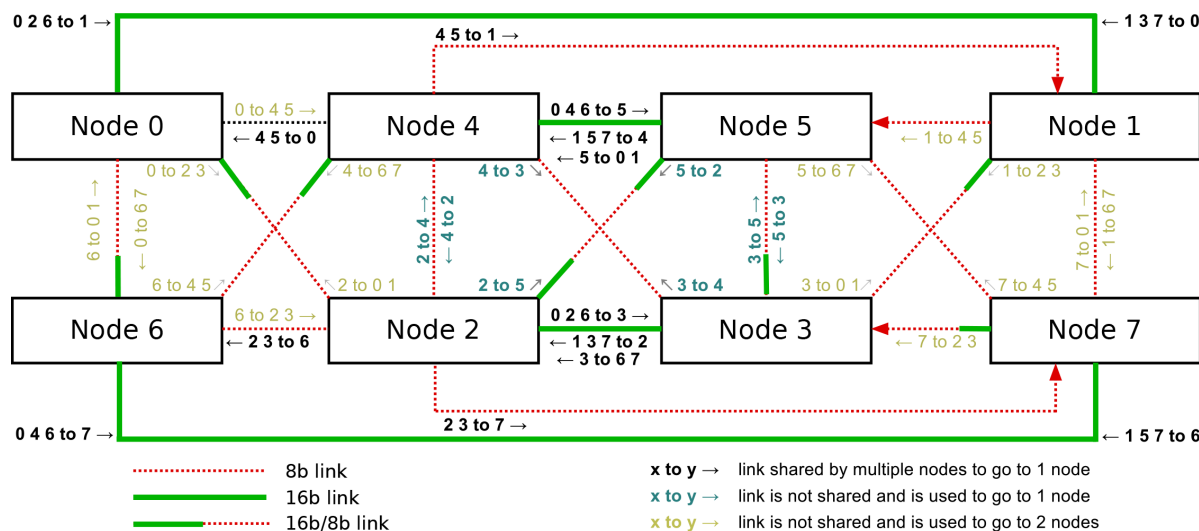 0 2 6 to 1 →
← 1 3 7 to 0
4 5 to 1 →
Node 0
0 to 4 5 →
← 4 5 to 0
Node 4
0 4 6 to 5 →
← 1 5 7 to 4
← 5 to 0 1
Node 5
← 1 to 4 5
Node 1
0 to 2 3 ↘
↙ 4 to 6 7
4 to 3 ↘
↙ 5 to 2
5 to 6 7 ↘
↙ 1 to 2 3
6 to 0 1 →
← 0 to 6 7
2 to 4 →
← 4 to 2
3 to 5 →
← 5 to 3
7 to 0 1 →
← 1 to 6 7
6 to 4 5 ↗
↖ 2 to 0 1
2 to 5 ↗
↖ 3 to 4
3 to 0 1 ↗
↖ 7 to 4 5
Node 6
6 to 2 3 →
← 2 3 to 6
Node 2
0 2 6 to 3 →
← 1 3 7 to 2
← 3 to 6 7
Node 3
← 7 to 2 3
Node 7
2 3 to 7 →
0 4 6 to 7 →
← 1 5 7 to 6
8b link
16b link
16b/8b link
x to y → link shared by multiple nodes to go to 1 node
x to y → link is not shared and is used to go to 1 node
x to y → link is not shared and is used to go to 2 nodes